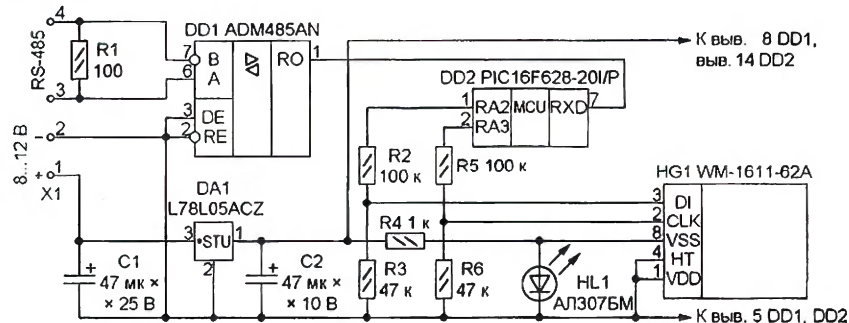 4
RS-485
R1
100
3
− 2
8...12 В
+ 1
X1
DD1 ADM485AN
7 B
6 A
3 DE
2 RE
RO 1
К выв. 8 DD1,
выв. 14 DD2
DD2 PIC16F628-20I/P
1 RA2 MCU RXD 7
2 RA3
R2
100 к
R5 100 к
HG1 WM-1611-62A
3 DI
2 CLK
8 VSS
4 HT
1 VDD
DA1
L78L05ACZ
3 STU 1
2
R4 1 к
C1
47 мк ×
× 25 В
C2
47 мк ×
× 10 В
R3
47 к
R6
47 к
HL1
АЛ307БМ
К выв. 5 DD1, DD2